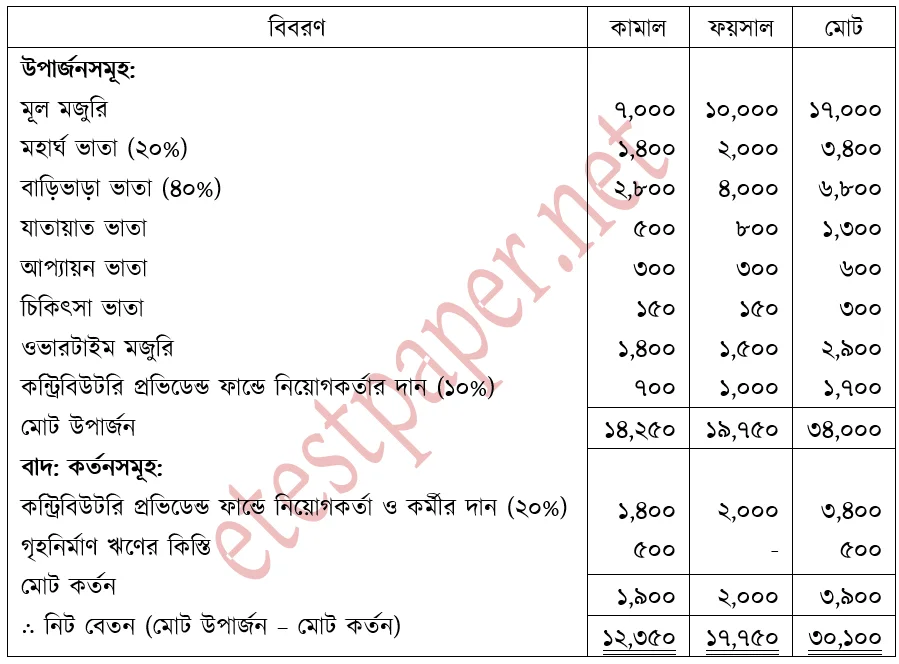 বিবরণ কামাল ফয়সাল মোট
উপার্জনসমূহ:
মূল মজুরি ৭,০০০ ১০,০০০ ১৭,০০০
মহার্ঘ ভাতা (২০%) ১,৪০০ ২,০০০ ৩,৪০০
বাড়িভাড়া ভাতা (৪০%) ২,৮০০ ৪,০০০ ৬,৮০০
যাতায়াত ভাতা ৫০০ ৮০০ ১,৩০০
আপ্যায়ন ভাতা ৩০০ ৩০০ ৬০০
চিকিৎসা ভাতা ১৫০ ১৫০ ৩০০
ওভারটাইম মজুরি ১,৪০০ ১,৫০০ ২,৯০০
কন্ট্রিবিউটরি প্রভিডেন্ড ফান্ডে নিয়োগকর্তার দান (১০%) ৭০০ ১,০০০ ১,৭০০
মোট উপার্জন ১৪,২৫০ ১৯,৭৫০ ৩৪,০০০
বাদ: কর্তনসমূহ:
কন্ট্রিবিউটরি প্রভিডেন্ড ফান্ডে নিয়োগকর্তা ও কর্মীর দান (২০%) ১,৪০০ ২,০০০ ৩,৪০০
গৃহনির্মাণ ঋণের কিস্তি ৫০০ - ৫০০
মোট কর্তন ১,৯০০ ২,০০০ ৩,৯০০
∴ নিট বেতন (মোট উপার্জন – মোট কর্তন) ১২,৩৫০ ১৭,৭৫০ ৩০,১০০
etestpaper.net